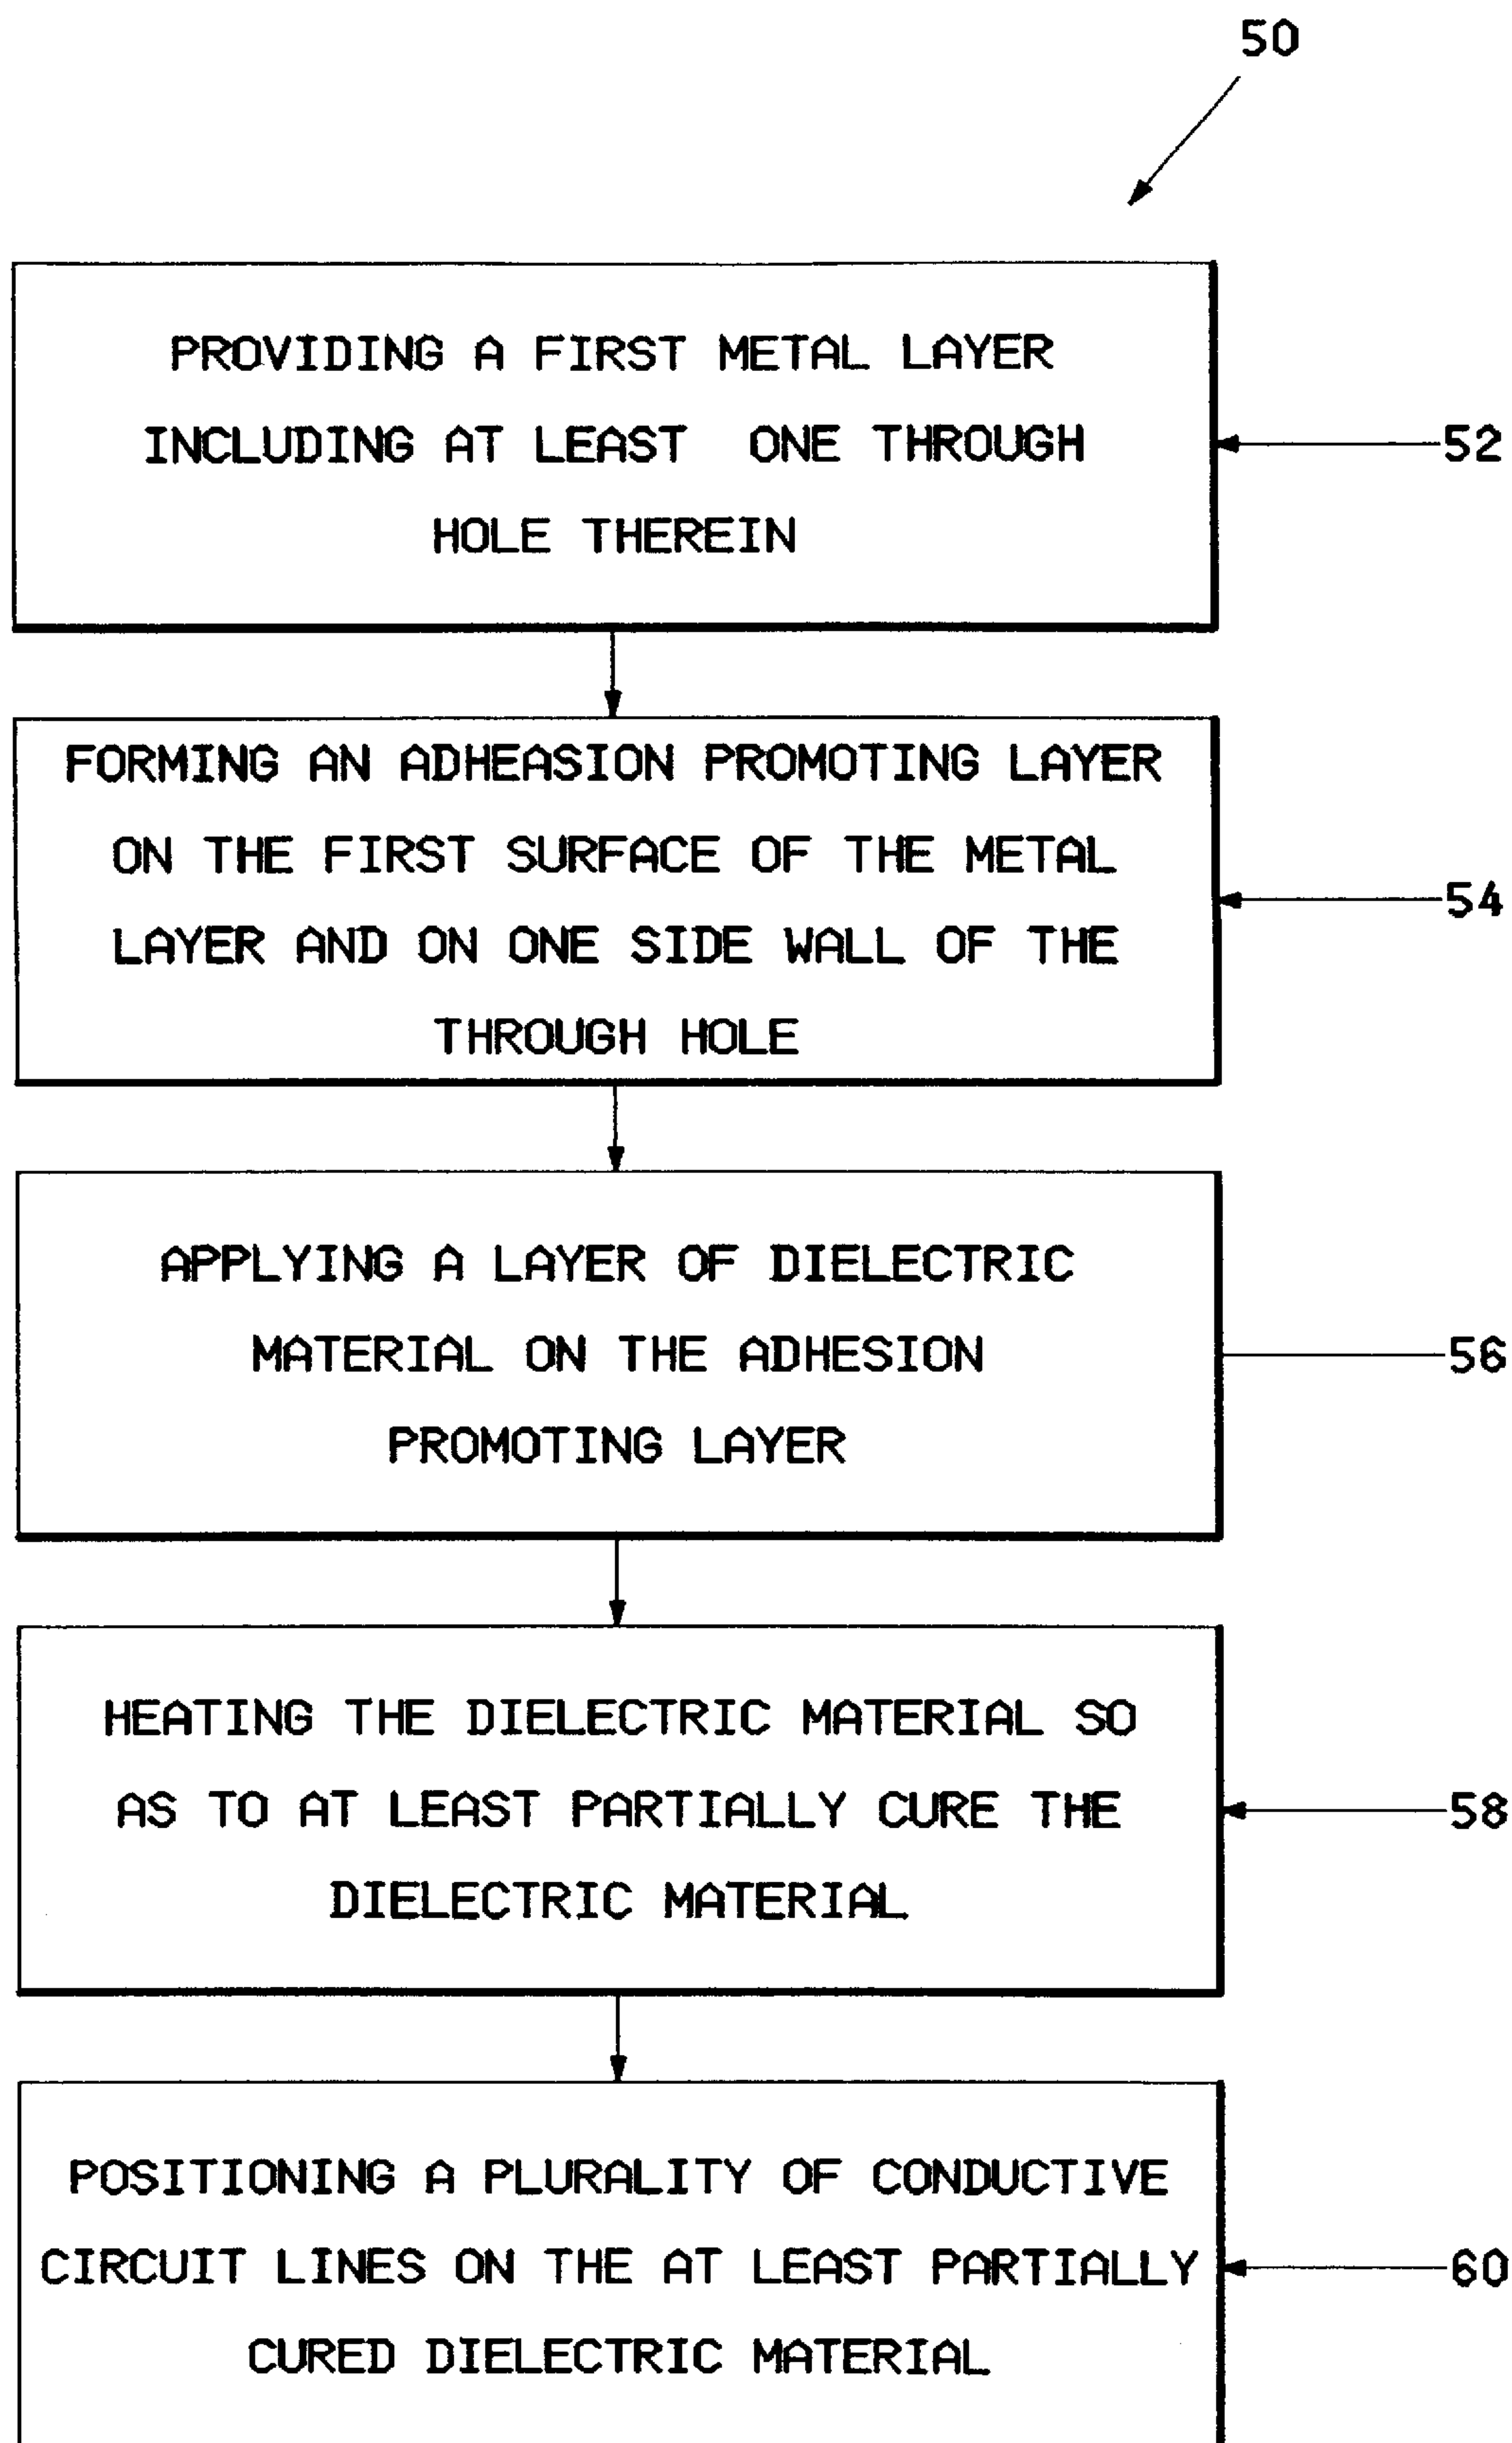 50
PROVIDING A FIRST METAL LAYER
INCLUDING AT LEAST ONE THROUGH
HOLE THEREIN
52
FORMING AN ADHEASION PROMOTING LAYER
ON THE FIRST SURFACE OF THE METAL
LAYER AND ON ONE SIDE WALL OF THE
THROUGH HOLE
54
APPLYING A LAYER OF DIELECTRIC
MATERIAL ON THE ADHESION
PROMOTING LAYER
56
HEATING THE DIELECTRIC MATERIAL SO
AS TO AT LEAST PARTIALLY CURE THE
DIELECTRIC MATERIAL
58
POSITIONING A PLURALITY OF CONDUCTIVE
CIRCUIT LINES ON THE AT LEAST PARTIALLY
CURED DIELECTRIC MATERIAL
60